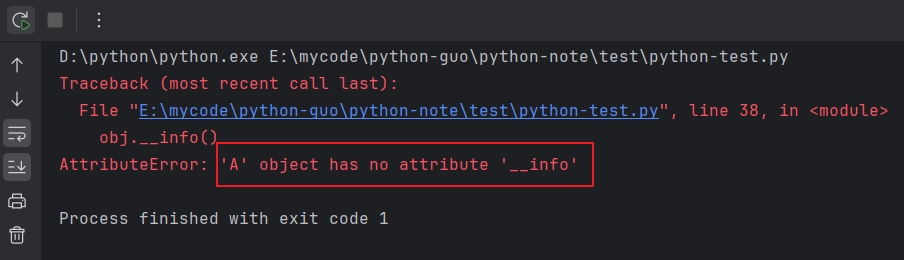 D:\python\python.exe E:\mycode\python-guo\python-note\test\python-test.py
Traceback (most recent call last):
  File "E:\mycode\python-guo\python-note\test\python-test.py", line 38, in <module>
    obj.__info()
AttributeError: 'A' object has no attribute '__info'
Process finished with exit code 1